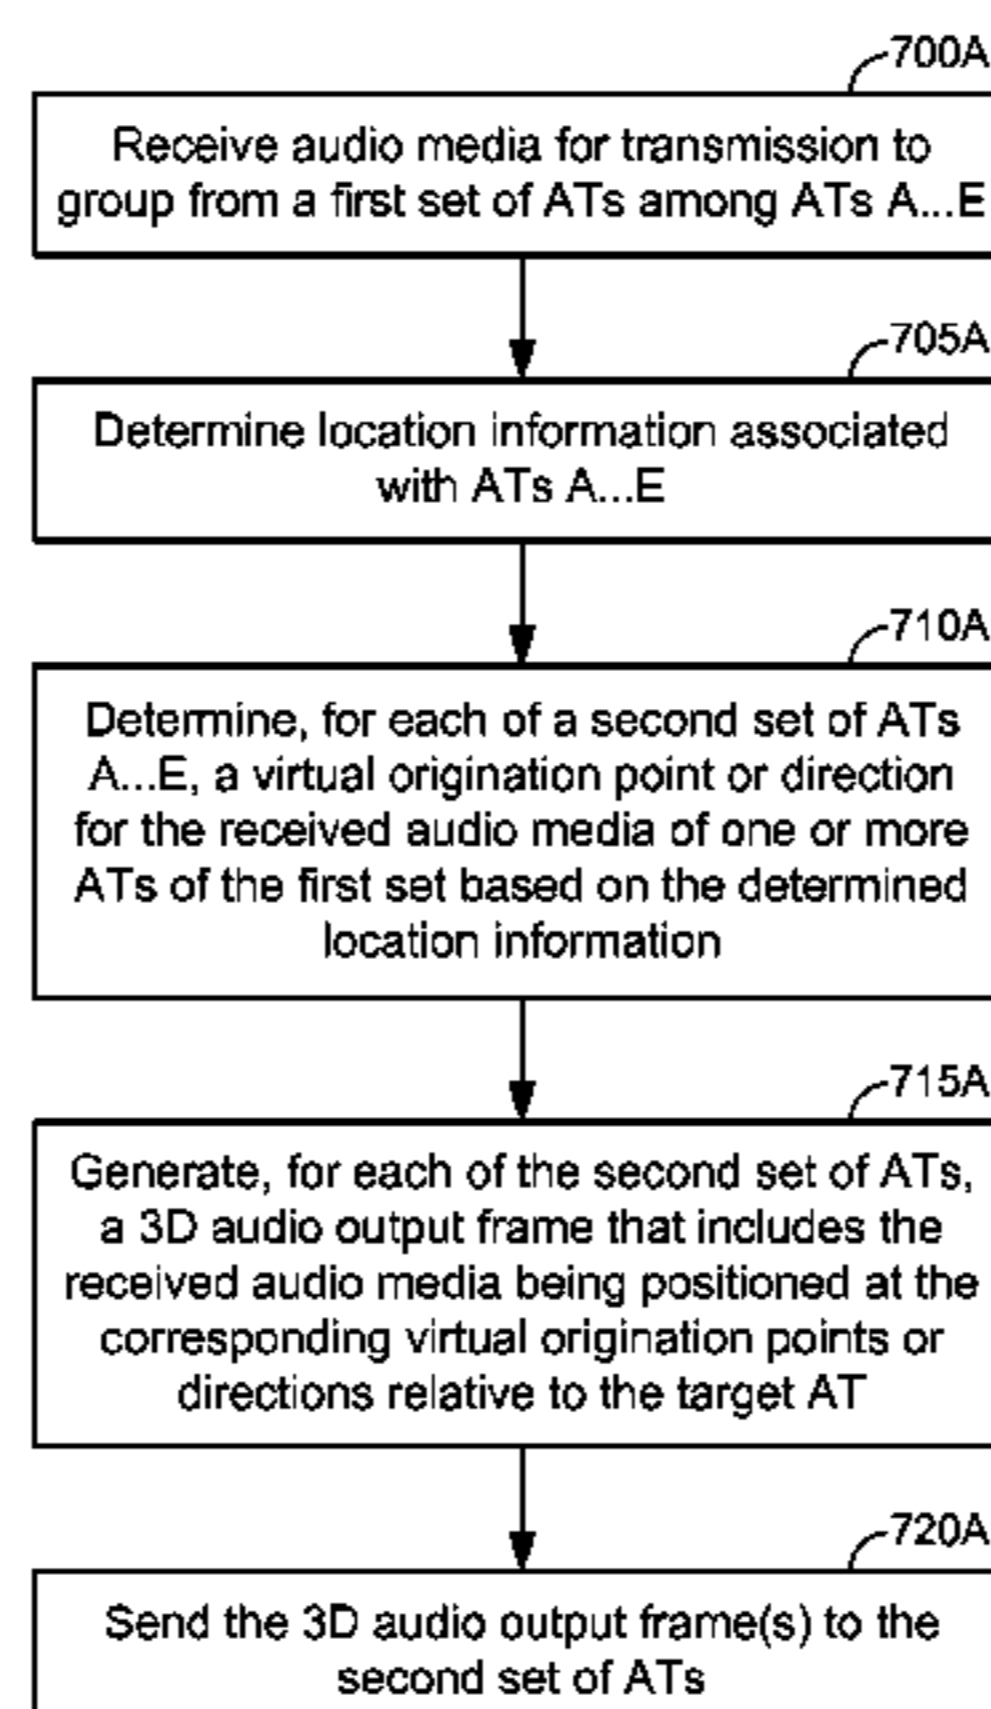 700A
Receive audio media for transmission to
group from a first set of ATs among ATs A...E
705A
Determine location information associated
with ATs A...E
710A
Determine, for each of a second set of ATs
A...E, a virtual origination point or direction
for the received audio media of one or more
ATs of the first set based on the determined
location information
715A
Generate, for each of the second set of ATs,
a 3D audio output frame that includes the
received audio media being positioned at the
corresponding virtual origination points or
directions relative to the target AT
720A
Send the 3D audio output frame(s) to the
second set of ATs